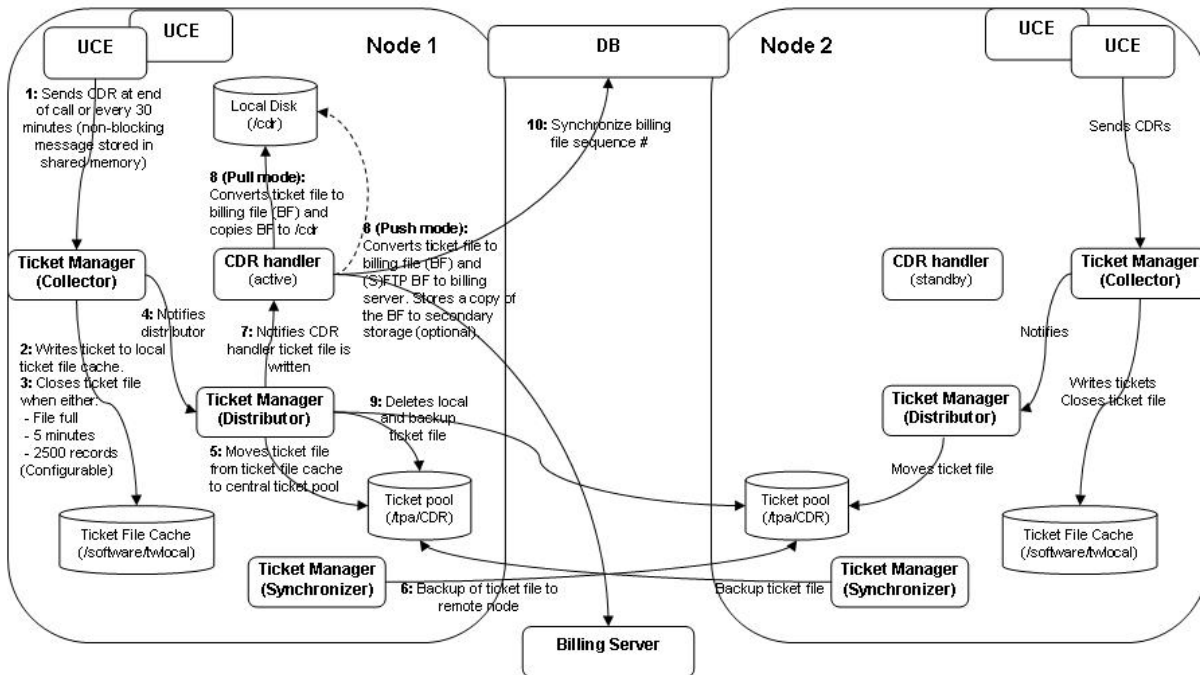 UCE
UCE
Node 1
DB
Node 2
UCE
UCE
1: Sends CDR at end
of call or every 30
minutes (non-blocking
message stored in
shared memory)
Local Disk
(/cdr)
10: Synchronize billing
file sequence #
Sends CDRs
8 (Pull mode):
Converts ticket file to
billing file (BF) and
copies BF to /cdr
8 (Push mode):
Converts ticket file to
billing file (BF) and
(S)FTP BF to billing
server. Stores a copy of
the BF to secondary
storage (optional)
Ticket Manager
(Collector)
CDR handler
(active)
CDR handler
(standby)
Ticket Manager
(Collector)
4: Notifies
distributor
7: Notifies CDR
handler ticket file is
written
Notifies
2: Writes ticket to local
ticket file cache.
3: Closes ticket file
when either:
- File full
- 5 minutes
- 2500 records
(Configurable)
Ticket Manager
(Distributor)
9: Deletes local
and backup
ticket file
Ticket Manager
(Distributor)
Writes tickets
Closes ticket file
5: Moves ticket file
from ticket file cache
to central ticket pool
Moves ticket file
Ticket File Cache
(/software/twlocal)
Ticket pool
(/tpa/CDR)
Ticket pool
(/tpa/CDR)
Ticket File Cache
(/software/twlocal)
Ticket Manager
(Synchronizer)
6: Backup of ticket file to
remote node
Backup ticket file
Ticket Manager
(Synchronizer)
Billing Server